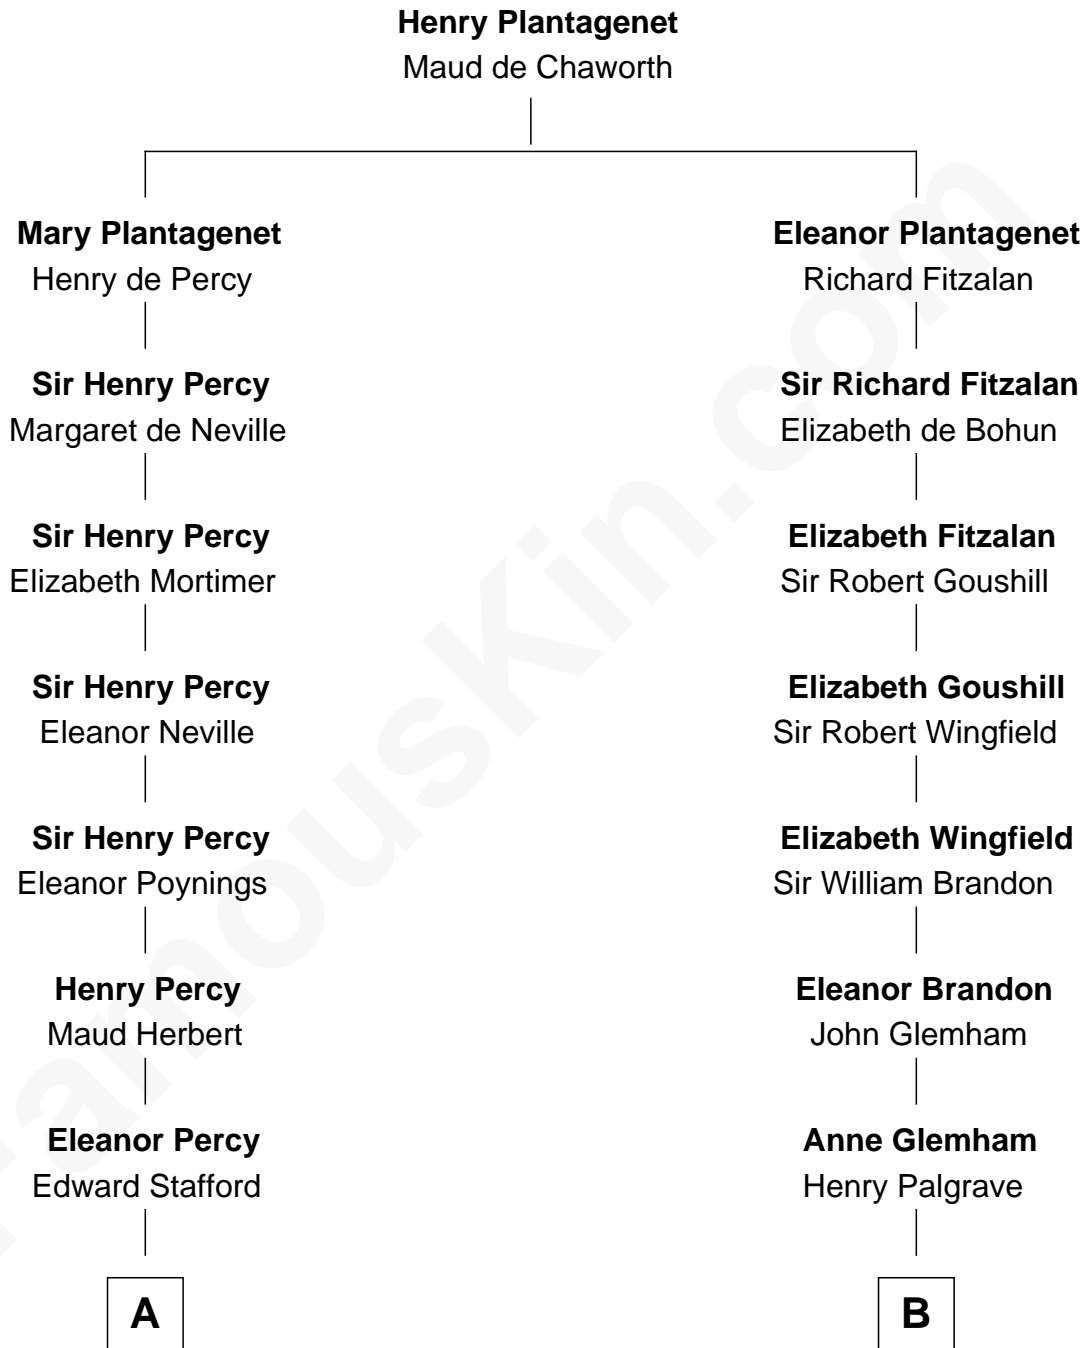 Henry Plantagenet
Maud de Chaworth
Mary Plantagenet
Henry de Percy
Eleanor Plantagenet
Richard Fitzalan
Sir Henry Percy
Margaret de Neville
Sir Richard Fitzalan
Elizabeth de Bohun
Sir Henry Percy
Elizabeth Mortimer
Elizabeth Fitzalan
Sir Robert Goushill
Sir Henry Percy
Eleanor Neville
Elizabeth Goushill
Sir Robert Wingfield
Sir Henry Percy
Eleanor Poynings
Elizabeth Wingfield
Sir William Brandon
Henry Percy
Maud Herbert
Eleanor Brandon
John Glemham
Eleanor Percy
Edward Stafford
Anne Glemham
Henry Palgrave
A
B
FamousKin.com